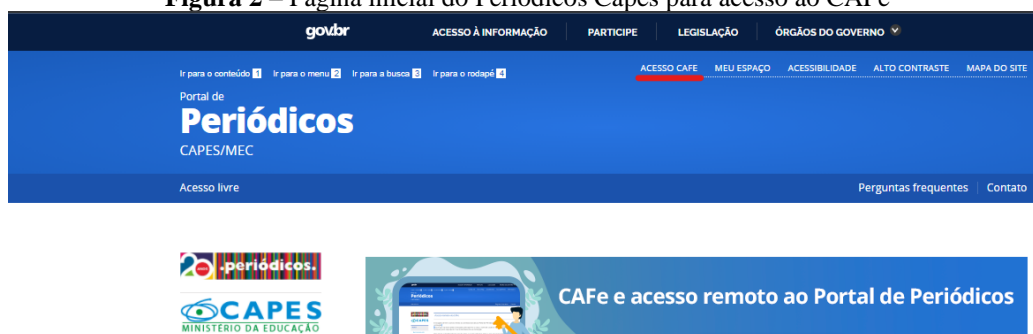 Figura 2 – Página inicial do Periódicos Capes para acesso ao CAFe
govbr ACESSO À INFORMAÇÃO PARTICIPE LEGISLAÇÃO ÓRGÃOS DO GOVERNO
Ir para o conteúdo 1 Ir para o menu 2 Ir para a busca 3 Ir para o rodapé 4 ACESSO CAFE MEU ESPAÇO ACESSIBILIDADE ALTO CONTRASTE MAPA DO SITE
Portal de
Periódicos
CAPES/MEC
Acesso livre Perguntas frequentes Contato
20 .periódicos.
CAPES
MINISTÉRIO DA EDUCAÇÃO
CAFe e acesso remoto ao Portal de Periódicos